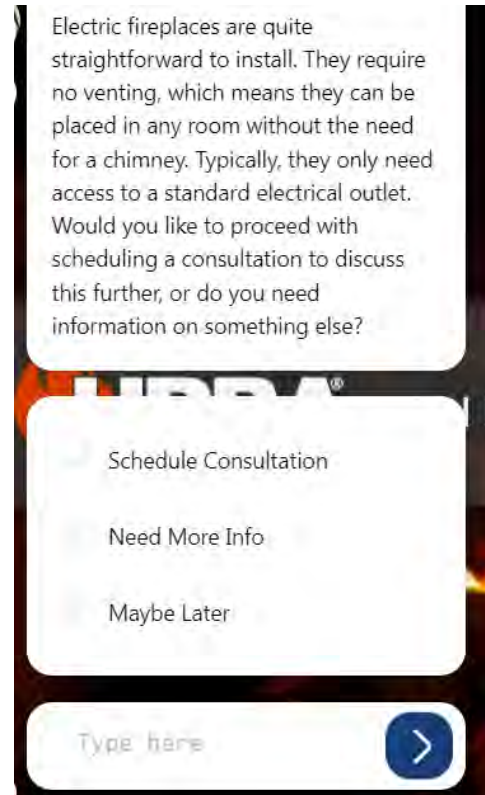 Electric fireplaces are quite
straightforward to install. They require
no venting, which means they can be
placed in any room without the need
for a chimney. Typically, they only need
access to a standard electrical outlet.
Would you like to proceed with
scheduling a consultation to discuss
this further, or do you need
information on something else?
Schedule Consultation
Need More Info
Maybe Later
Type here